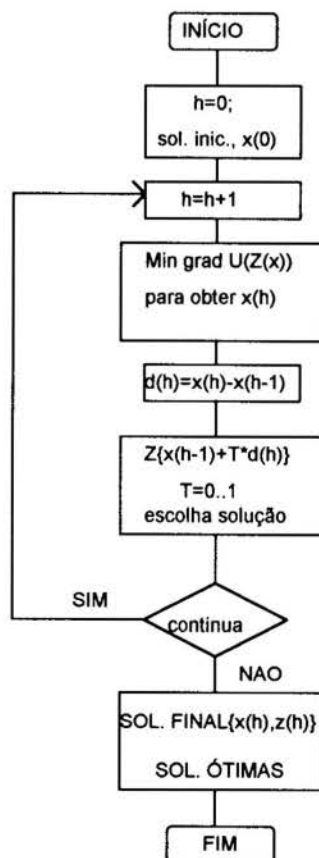 INÍCIO
h=0;
sol. inic., x(0)
h=h+1
Min grad U(Z(x))
para obter x(h)
d(h)=x(h)-x(h-1)
Z{x(h-1)+T*d(h)}
T=0..1
escolha solução
SIM
continua
NAO
SOL. FINAL{x(h),z(h)}
SOL. ÓTIMAS
FIM